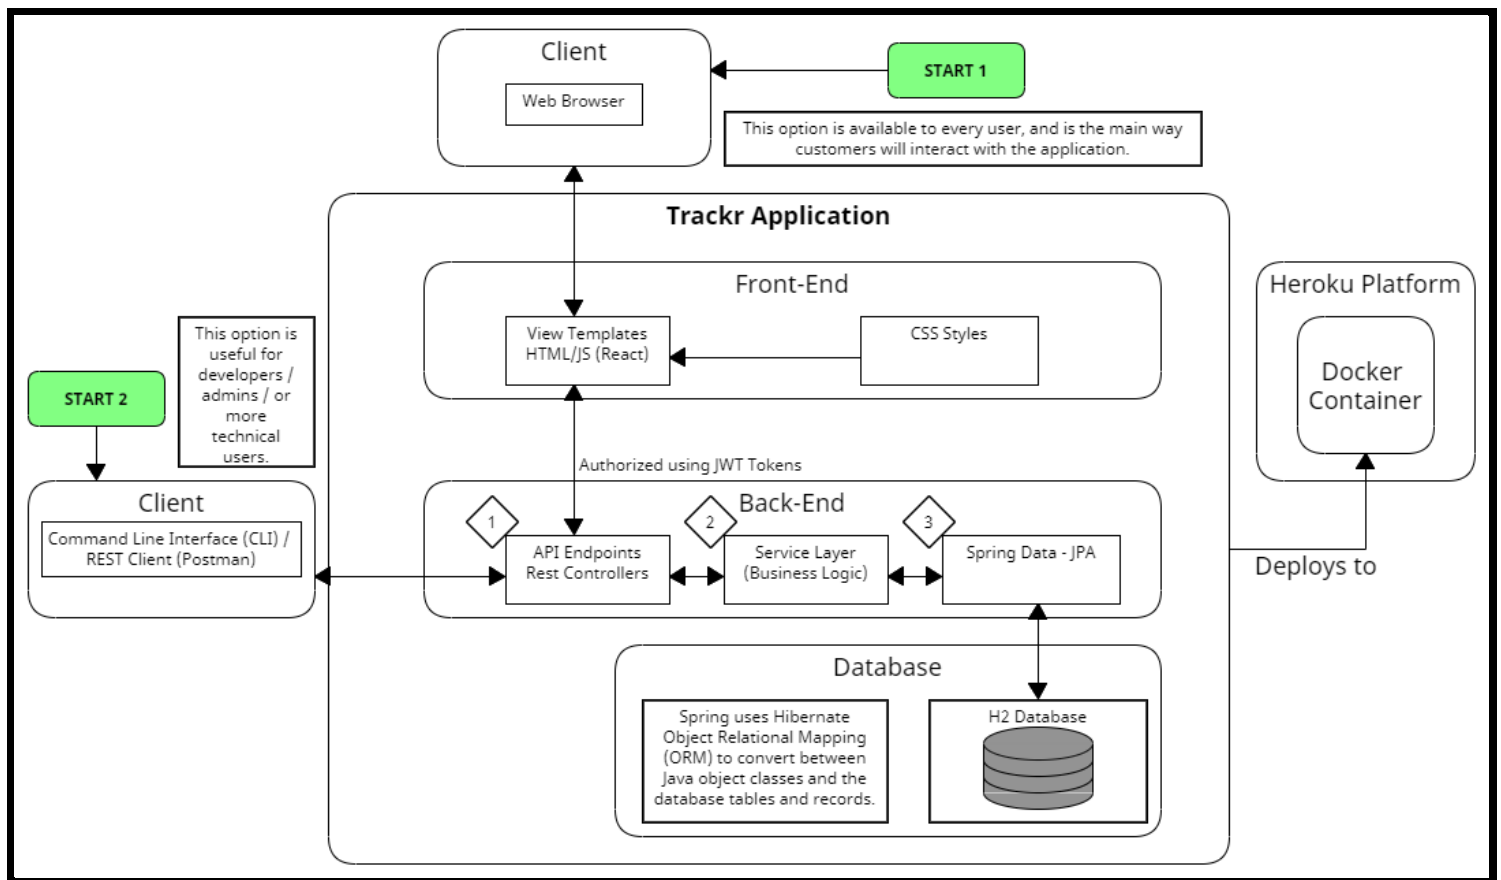 Client
Web Browser
START 1
This option is available to every user, and is the main way
customers will interact with the application.
Trackr Application
Front-End
View Templates
HTML/JS (React)
CSS Styles
Heroku Platform
Docker
Container
This option is
useful for
developers /
admins / or
more
technical
users.
START 2
Client
Command Line Interface (CLI) /
REST Client (Postman)
Authorized using JWT Tokens
Back-End
1
API Endpoints
Rest Controllers
2
Service Layer
(Business Logic)
3
Spring Data - JPA
Deploys to
Database
Spring uses Hibernate
Object Relational Mapping
(ORM) to convert between
Java object classes and the
database tables and records.
H2 Database